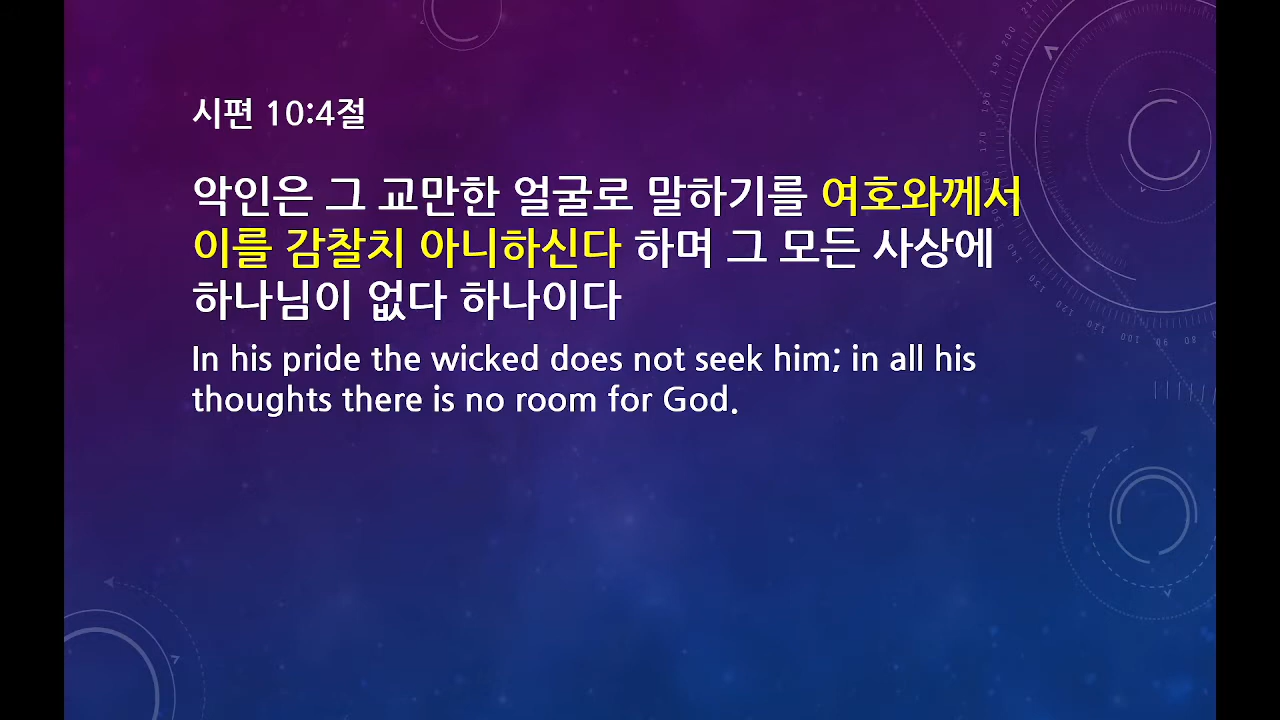 시편 10:4절
악인은 그 교만한 얼굴로 말하기를 여호와께서
이를 감찰치 아니하신다 하며 그 모든 사상에
하나님이 없다 하나이다
In his pride the wicked does not seek him; in all his
thoughts there is no room for God.